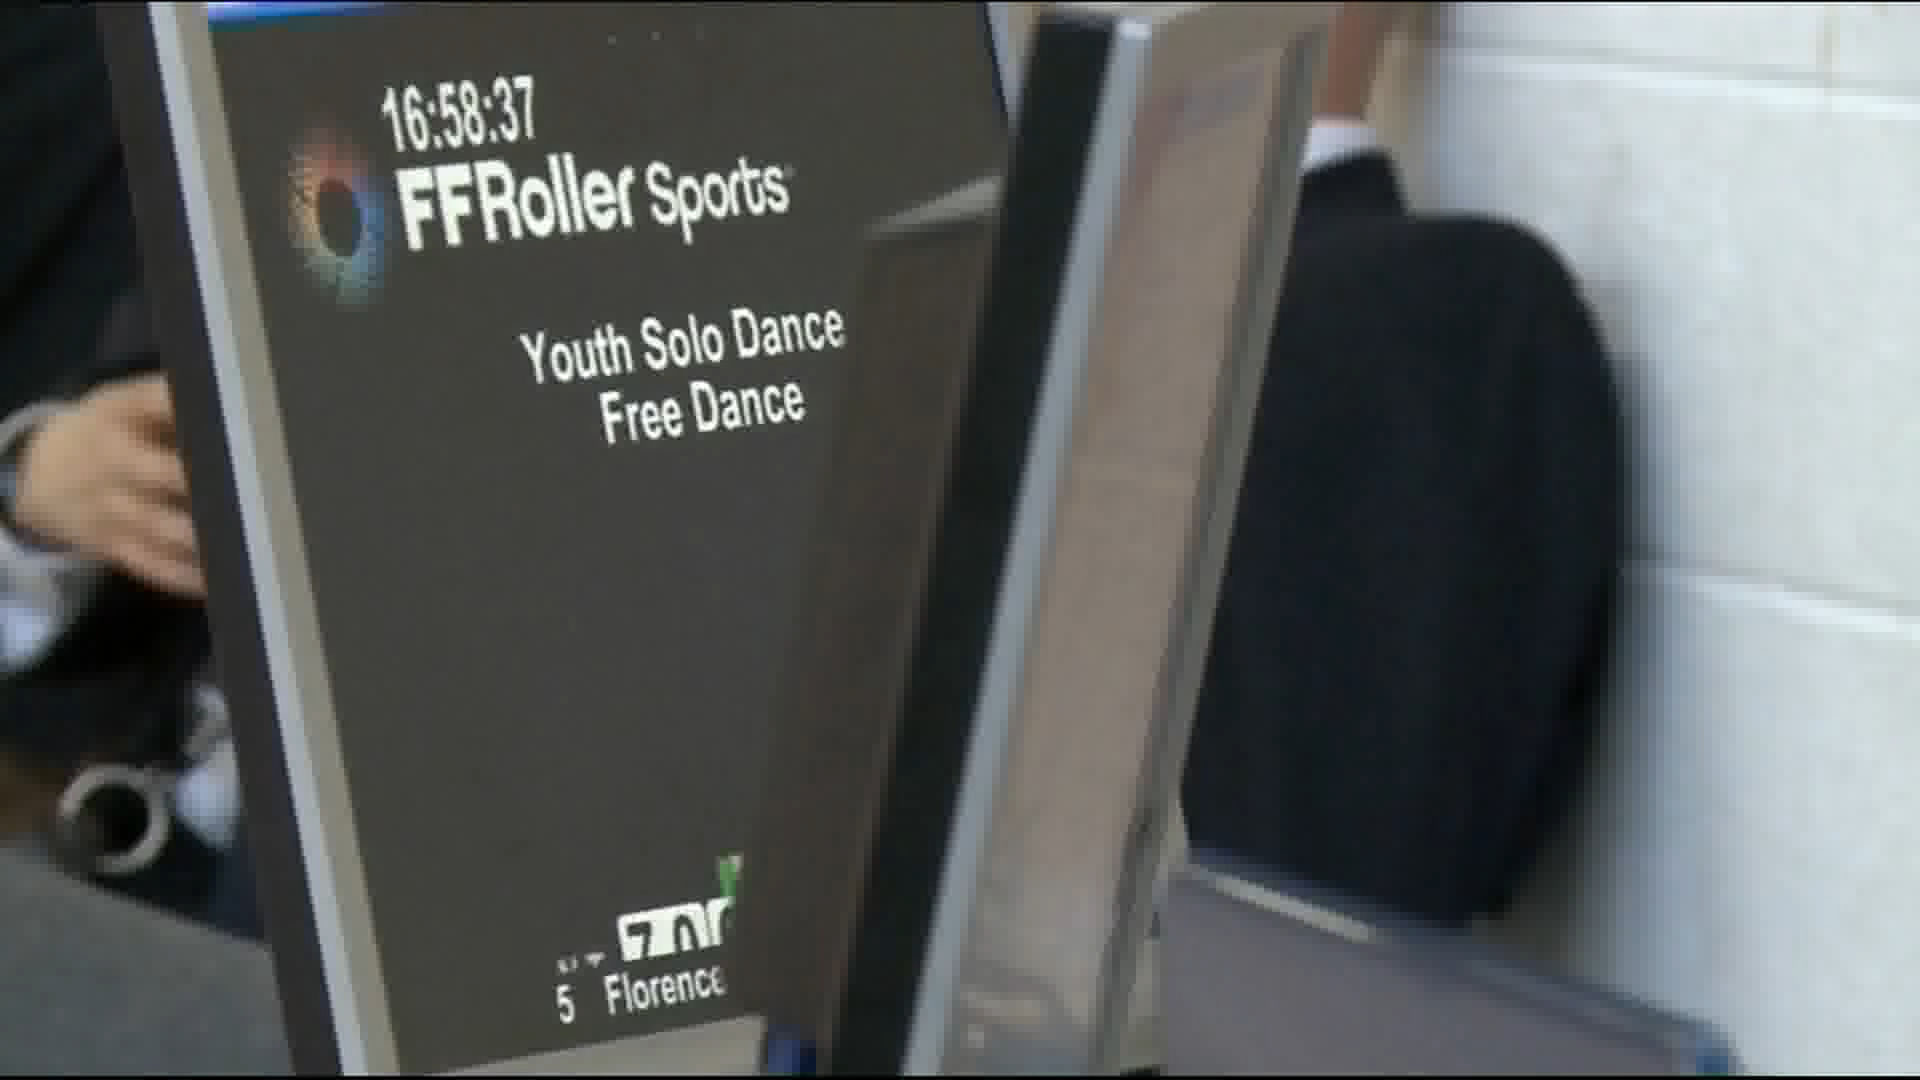 16:58:37
FFRoller Sports
Youth Solo Dance
Free Dance
5 Florence